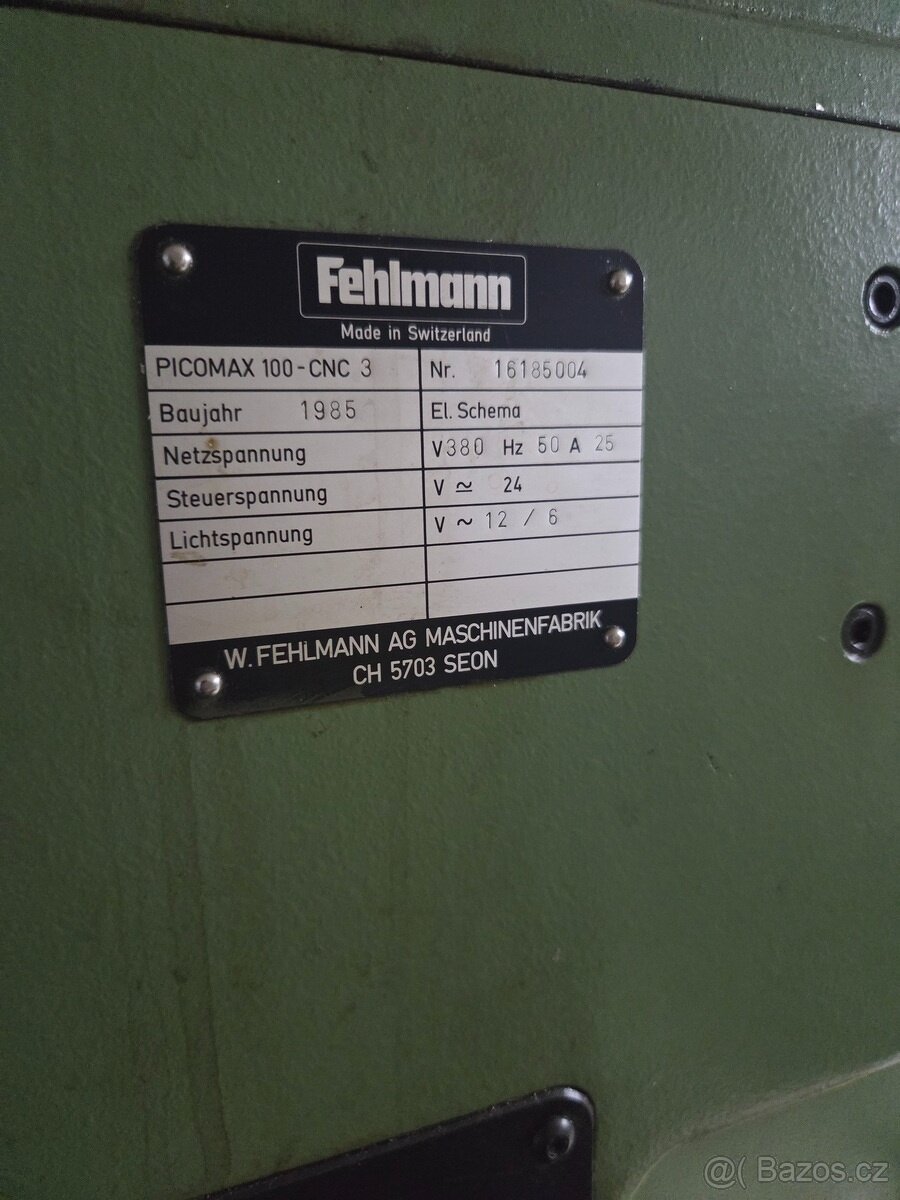 Fehlmann
Made in Switzerland
PICOMAX 100-CNC 3 Nr. 16185004
Baujahr 1985 El. Schema
Netzspannung V380 Hz 50 A 25
Steuerspannung V ≃ 24
Lichtspannung V ~ 12 / 6
W. FEHLMANN AG MASCHINENFABRIK
CH 5703 SEON
@( Bazos.cz